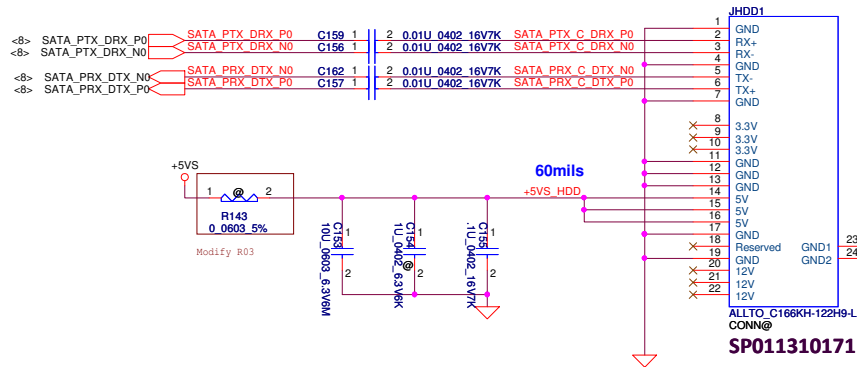 JHDD1
<8> SATA_PTX_DRX_P0 SATA_PTX_DRX_P0 C159 1 2 0.01U_0402_16V7K SATA_PTX_C_DRX_P0
<8> SATA_PTX_DRX_N0 SATA_PTX_DRX_N0 C156 1 2 0.01U_0402_16V7K SATA_PTX_C_DRX_N0
<8> SATA_PRX_DTX_N0 SATA_PRX_DTX_N0 C162 1 2 0.01U_0402_16V7K SATA_PRX_C_DTX_N0
<8> SATA_PRX_DTX_P0 SATA_PRX_DTX_P0 C157 1 2 0.01U_0402_16V7K SATA_PRX_C_DTX_P0
1 GND
2 RX+
3 RX-
4 GND
5 TX-
6 TX+
7 GND
8 3.3V
9 3.3V
10 3.3V
11 GND
12 GND
13 GND
14 5V
15 5V
16 5V
17 GND
18 Reserved
19 GND
20 12V
21 12V
22 12V
GND1 23
GND2 24
+5VS
60mils
1 @ 2
+5VS_HDD
R143
0_0603_5%
Modify R03
C153 1 2
10U_0603_6.3V6M
C154 1 2
@
1U_0402_6.3V6K
C155 1 2
.1U_0402_16V7K
ALLTO_C166KH-122H9-L
CONN@
SP011310171